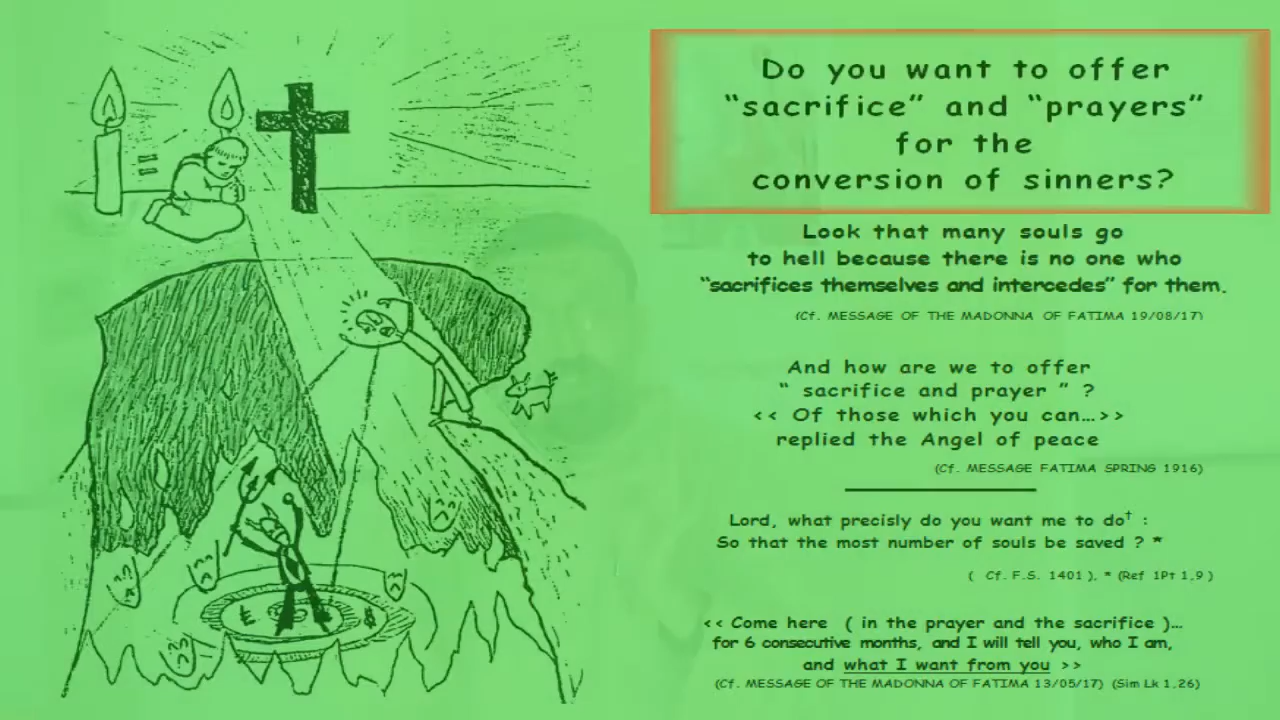 Do you want to offer
“sacrifice” and “prayers”
for the
conversion of sinners?
Look that many souls go
to hell because there is no one who
“sacrifices themselves and intercedes” for them.
(Cf. MESSAGE OF THE MADONNA OF FATIMA 19/08/17)
And how are we to offer
“ sacrifice and prayer ” ?
<< Of those which you can…>>
replied the Angel of peace
(Cf. MESSAGE FATIMA SPRING 1916)
Lord, what precisly do you want me to do† :
So that the most number of souls be saved ? *
( Cf. F.S. 1401 ), * (Ref 1Pt 1,9 )
<< Come here ( in the prayer and the sacrifice )…
for 6 consecutive months, and I will tell you, who I am,
and what I want from you >>
(Cf. MESSAGE OF THE MADONNA OF FATIMA 13/05/17) (Sim Lk 1,26)